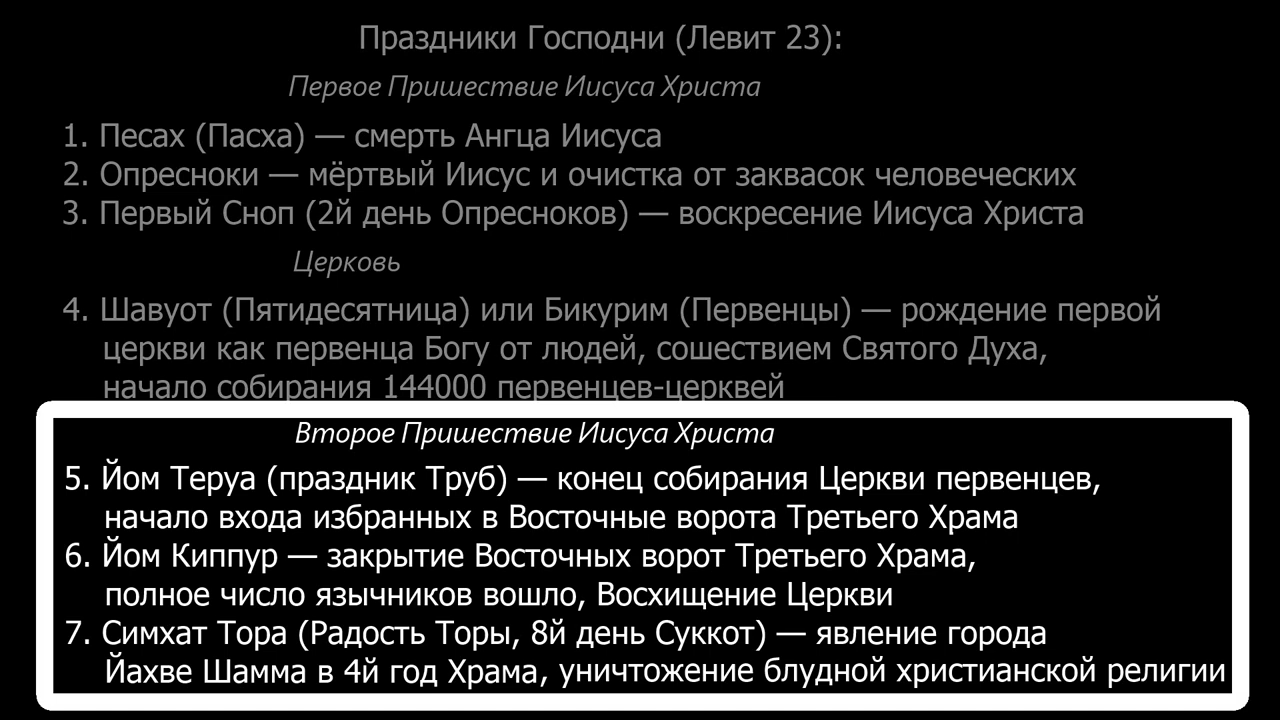 Праздники Господни (Левит 23):
Первое Пришествие Иисуса Христа
1. Песах (Пасха) — смерть Ангца Иисуса
2. Опресноки — мёртвый Иисус и очистка от заквасок человеческих
3. Первый Сноп (2й день Опресноков) — воскресение Иисуса Христа
Церковь
4. Шавуот (Пятидесятница) или Бикурим (Первенцы) — рождение первой
церкви как первенца Богу от людей, сошествием Святого Духа,
начало собирания 144000 первенцев-церквей
Второе Пришествие Иисуса Христа
5. Йом Теруа (праздник Труб) — конец собирания Церкви первенцев,
начало входа избранных в Восточные ворота Третьего Храма
6. Йом Киппур — закрытие Восточных ворот Третьего Храма,
полное число язычников вошло, Восхищение Церкви
7. Симхат Тора (Радость Торы, 8й день Суккот) — явление города
Йахве Шамма в 4й год Храма, уничтожение блудной христианской религии